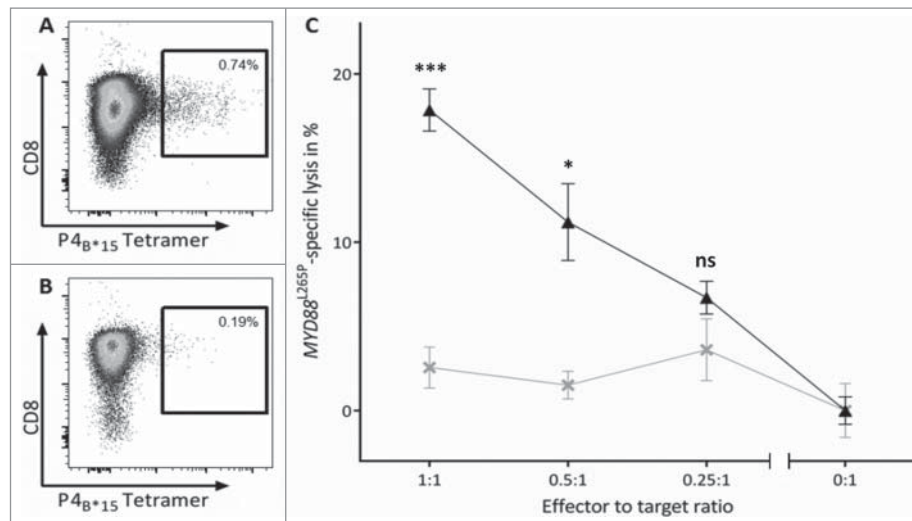 A
0.74%
CD8
P4B*15 Tetramer
B
0.19%
CD8
P4B*15 Tetramer
C
MYD88L265P-specific lysis in %
20
10
0
***
*
ns
1:1 0.5:1 0.25:1 0:1
Effector to target ratio